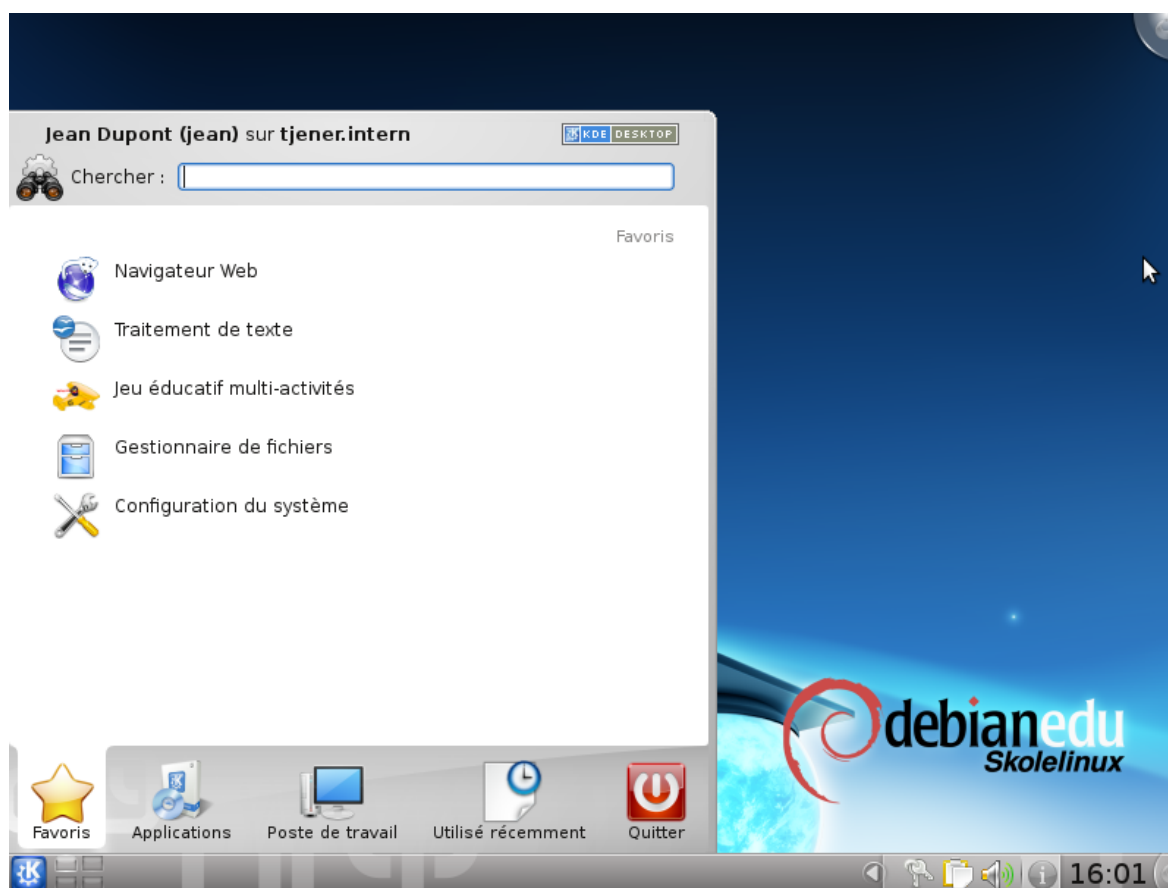 Jean Dupont (jean) sur tjener.intern
KDE DESKTOP
Chercher :
Favoris
Navigateur Web
Traitement de texte
Jeu éducatif multi-activités
Gestionnaire de fichiers
Configuration du système
debianedu
Skolelinux
Favoris
Applications
Poste de travail
Utilisé récemment
Quitter
16:01